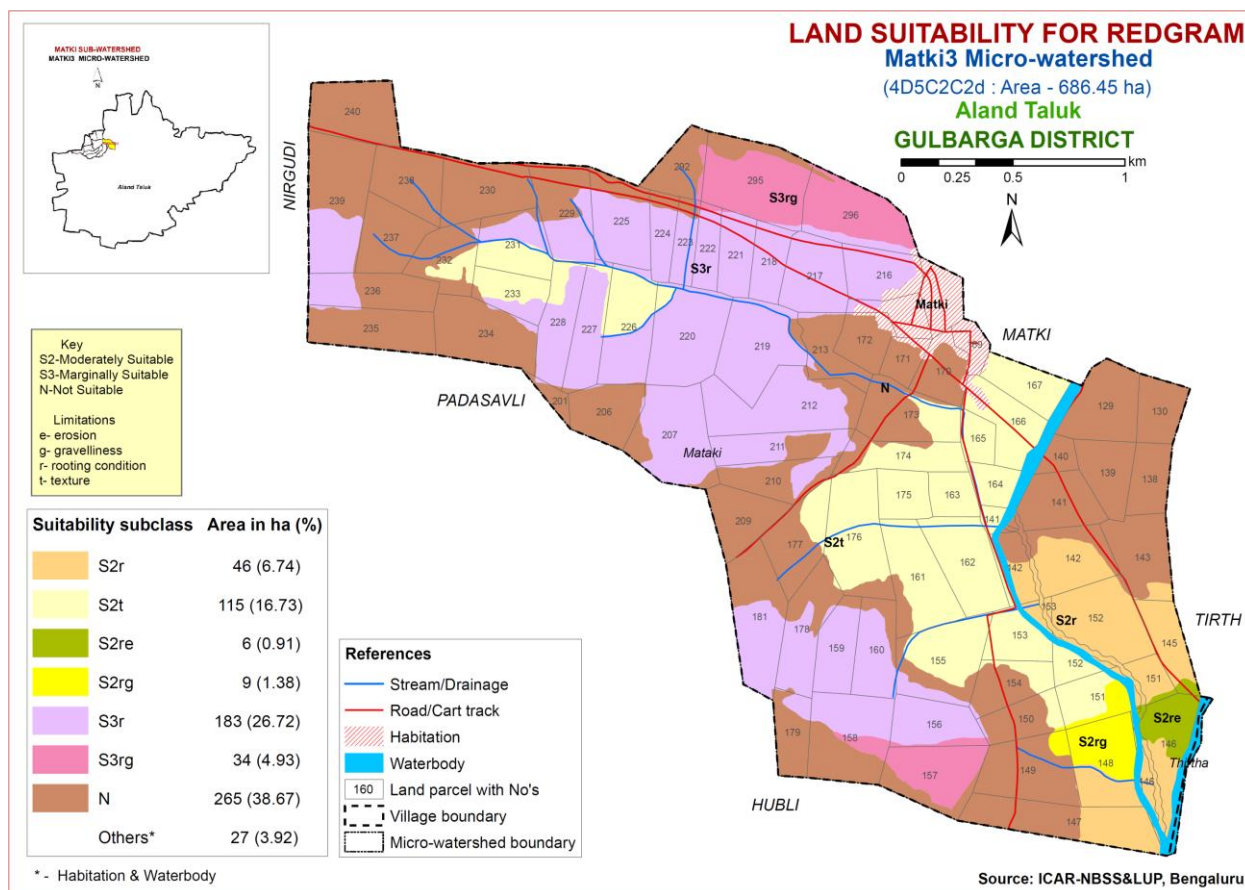 LAND SUITABILITY FOR REDGRAM
Matki3 Micro-watershed
(4D5C2C2d : Area - 686.45 ha)
Aland Taluk
GULBARGA DISTRICT
km
0 0.25 0.5 1
N
MATKI SUB-WATERSHED
MATKI3 MICRO-WATERSHED
N
Aland Taluk
Key
S2-Moderately Suitable
S3-Marginally Suitable
N-Not Suitable
Limitations
e- erosion
g- gravelliness
r- rooting condition
t- texture
Suitability subclass Area in ha (%)
S2r 46 (6.74)
S2t 115 (16.73)
S2re 6 (0.91)
S2rg 9 (1.38)
S3r 183 (26.72)
S3rg 34 (4.93)
N 265 (38.67)
Others* 27 (3.92)
* - Habitation & Waterbody
References
Stream/Drainage
Road/Cart track
Habitation
Waterbody
160 Land parcel with No's
Village boundary
Micro-watershed boundary
NIRGUDI
PADASAVLI
MATKI
TIRTH
HUBLI
240
292
295
S3rg
296
238
230
239
229
225
224
223
222
221
218
217
216
237
231
232
S3r
Matki
233
236
235
234
228
227
226
220
219
213
172
171
170
169
N
167
166
129
130
201
206
212
207
Mataki
211
210
173
174
165
164
140
139
138
141
141
175
163
209
177
S2t
176
161
162
142
142
143
153
S2r
152
181
178
159
160
155
153
152
145
154
151
151
S2re
179
158
156
150
S2rg
146
157
149
148
146
147
Source: ICAR-NBSS&LUP, Bengaluru